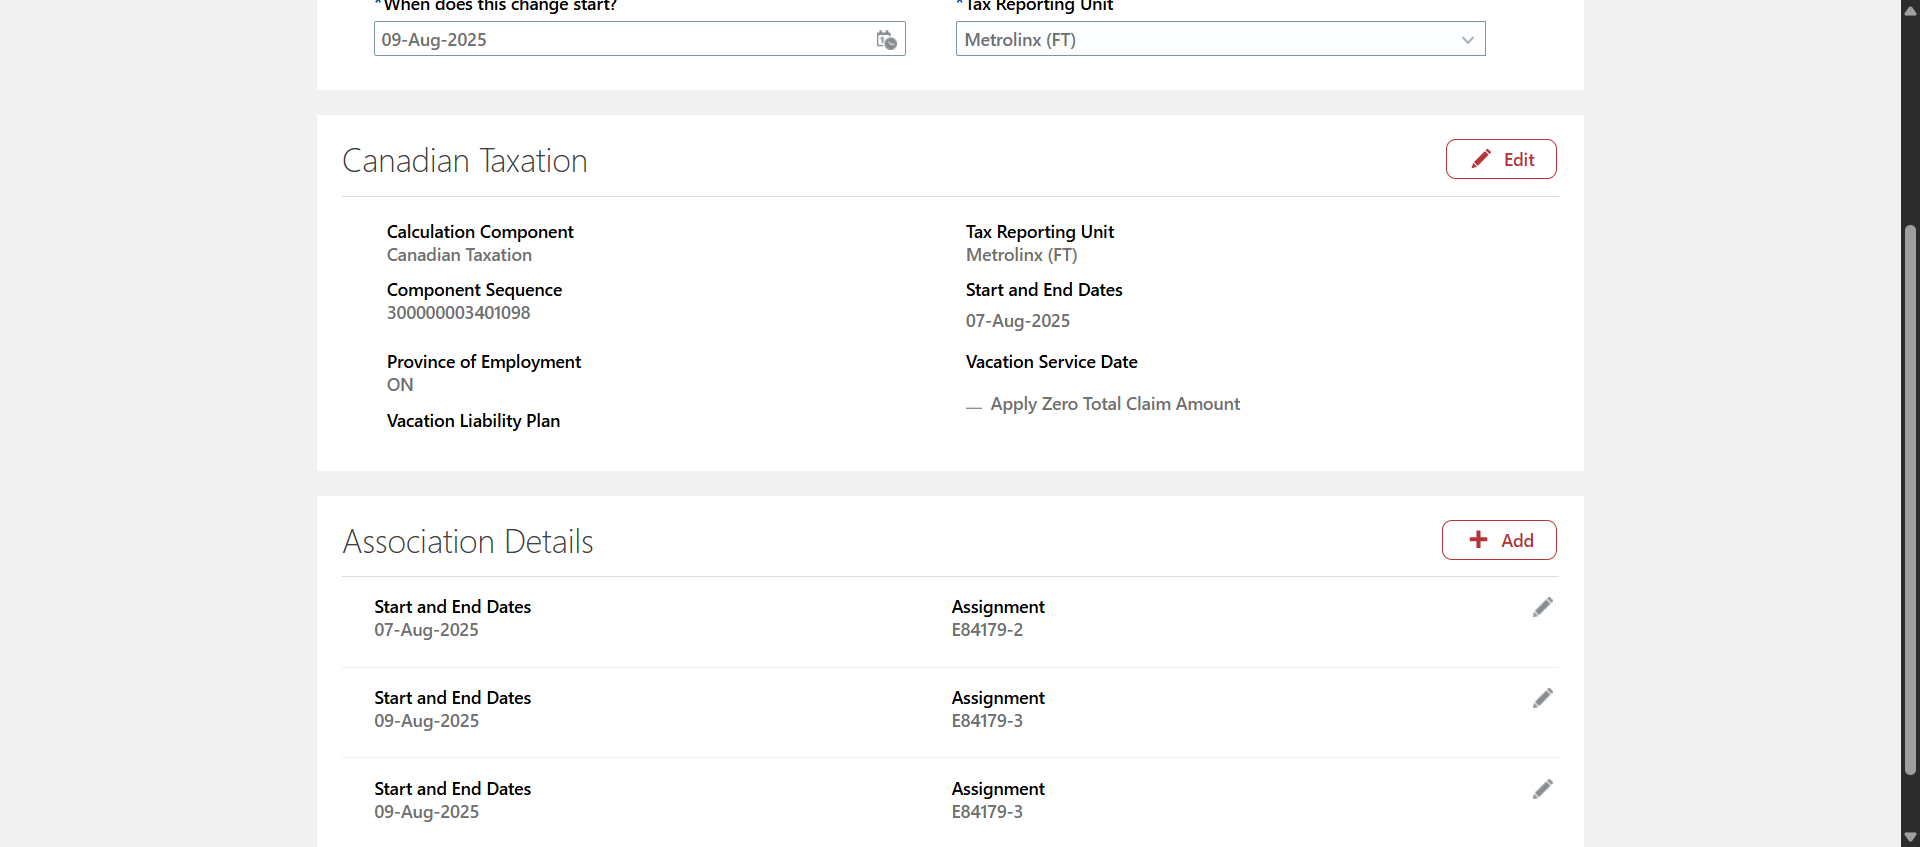 *When does this change start?
*Tax Reporting Unit
09-Aug-2025
Metrolinx (FT)
Canadian Taxation
Edit
Calculation Component
Canadian Taxation
Tax Reporting Unit
Metrolinx (FT)
Component Sequence
300000003401098
Start and End Dates
07-Aug-2025
Province of Employment
ON
Vacation Service Date
Apply Zero Total Claim Amount
Vacation Liability Plan
Association Details
Add
Start and End Dates
07-Aug-2025
Assignment
E84179-2
Start and End Dates
09-Aug-2025
Assignment
E84179-3
Start and End Dates
09-Aug-2025
Assignment
E84179-3